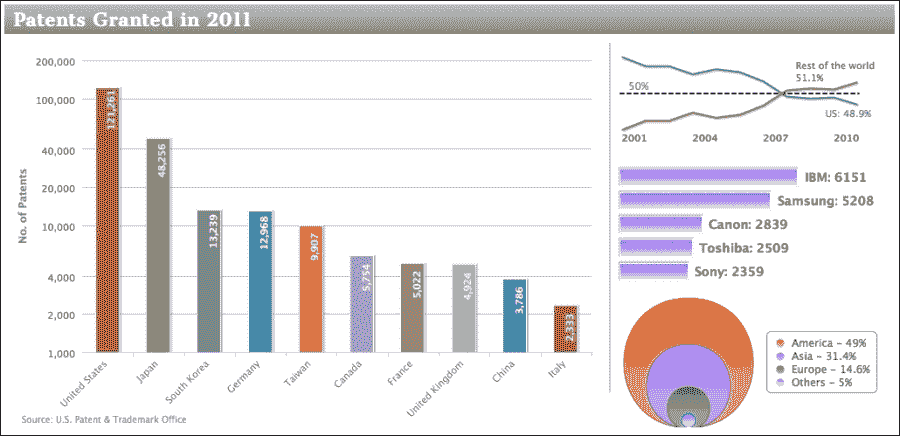 Patents Granted in 2011
No. of Patents
200,000
100,000
40,000
20,000
10,000
4,000
2,000
1,000
121,261
48,256
13,239
12,968
9,907
5,754
5,022
4,924
3,786
2,333
United States
Japan
South Korea
Germany
Taiwan
Canada
France
United Kingdom
China
Italy
Source: U.S. Patent & Trademark Office
Rest of the world
51.1%
50%
US: 48.9%
2001
2004
2007
2010
IBM: 6151
Samsung: 5208
Canon: 2839
Toshiba: 2509
Sony: 2359
America - 49%
Asia - 31.4%
Europe - 14.6%
Others - 5%